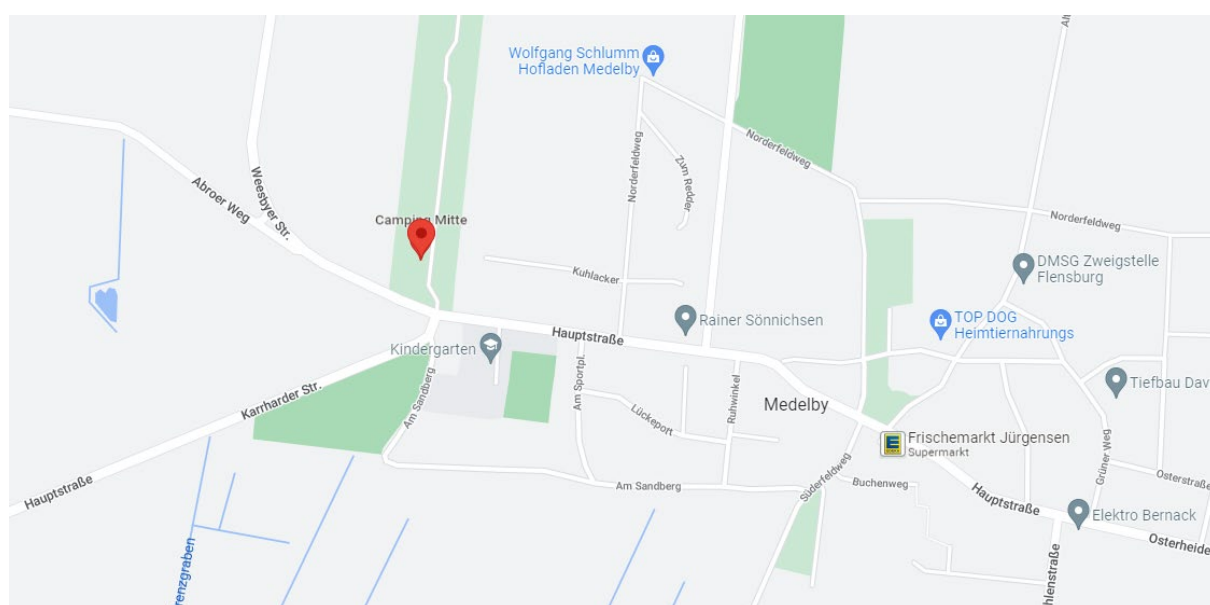 Wolfgang Schlumm
Hofladen Medelby
Norderfeldweg
Zum Redder
Norderfeldweg
Weesbyer Str.
Abroer Weg
Camping Mitte
Norderfeldweg
DMSG Zweigstelle
Flensburg
Kuhlacker
Rainer Sönnichsen
TOP DOG
Heimtiernahrungs
Hauptstraße
Kindergarten
Am Sportpl.
Tiefbau Dav
Karrharder Str.
Am Sandberg
Ruhwinkel
Medelby
Lückeport
Frischemarkt Jürgensen
Supermarkt
Grüner Weg
Hauptstraße
Am Sandberg
Süderfeldweg
Buchenweg
Osterstraße
Hauptstraße
Elektro Bernack
Osterheide
renzgraben
hlenstraße